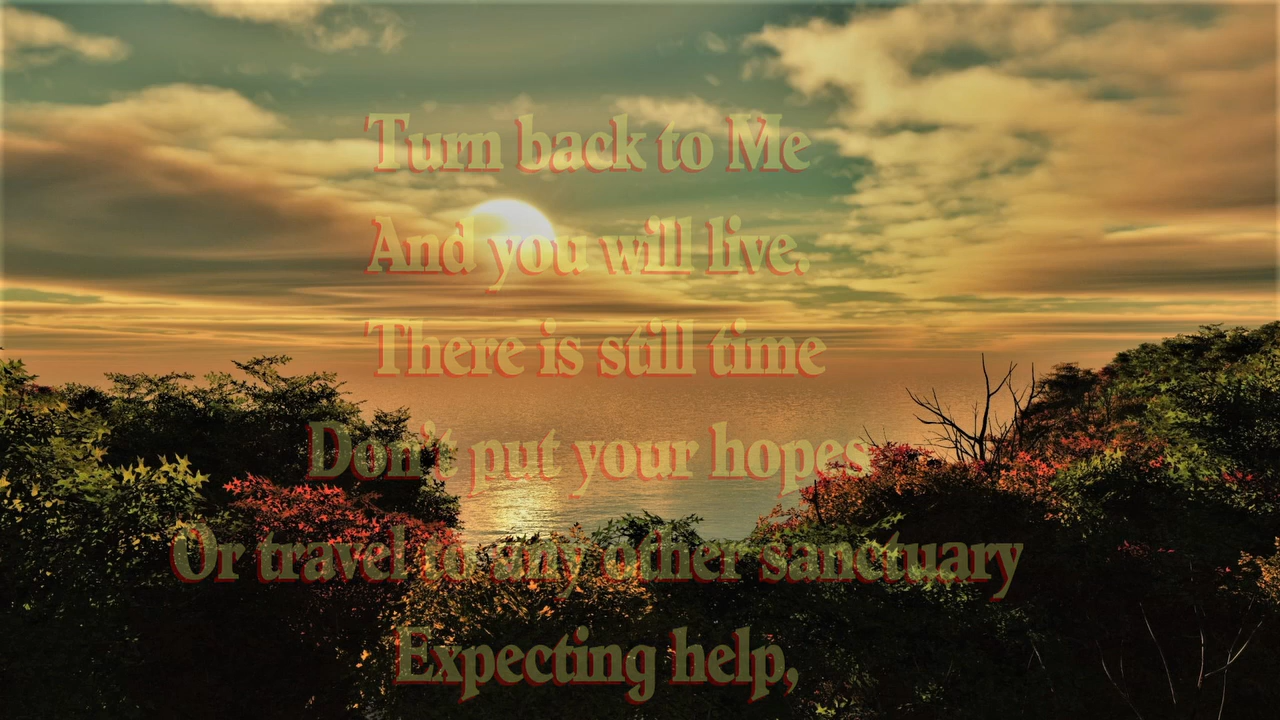 Turn back to Me
And you will live.
There is still time
Don't put your hopes
Or travel to any other sanctuary
Expecting help,